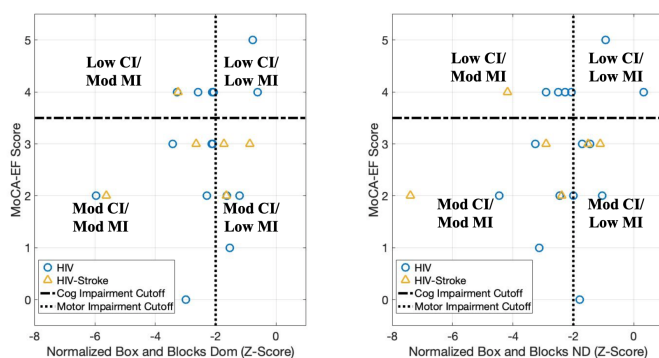 5
4
3
2
1
0
MoCA-EF Score
Low CI/
Mod MI
Low CI/
Low MI
Mod CI/
Mod MI
Mod CI/
Low MI
HIV
HIV-Stroke
Cog Impairment Cutoff
Motor Impairment Cutoff
-8 -6 -4 -2 0
Normalized Box and Blocks Dom (Z-Score)
5
4
3
2
1
0
MoCA-EF Score
Low CI/
Mod MI
Low CI/
Low MI
Mod CI/
Mod MI
Mod CI/
Low MI
HIV
HIV-Stroke
Cog Impairment Cutoff
Motor Impairment Cutoff
-8 -6 -4 -2 0
Normalized Box and Blocks ND (Z-Score)